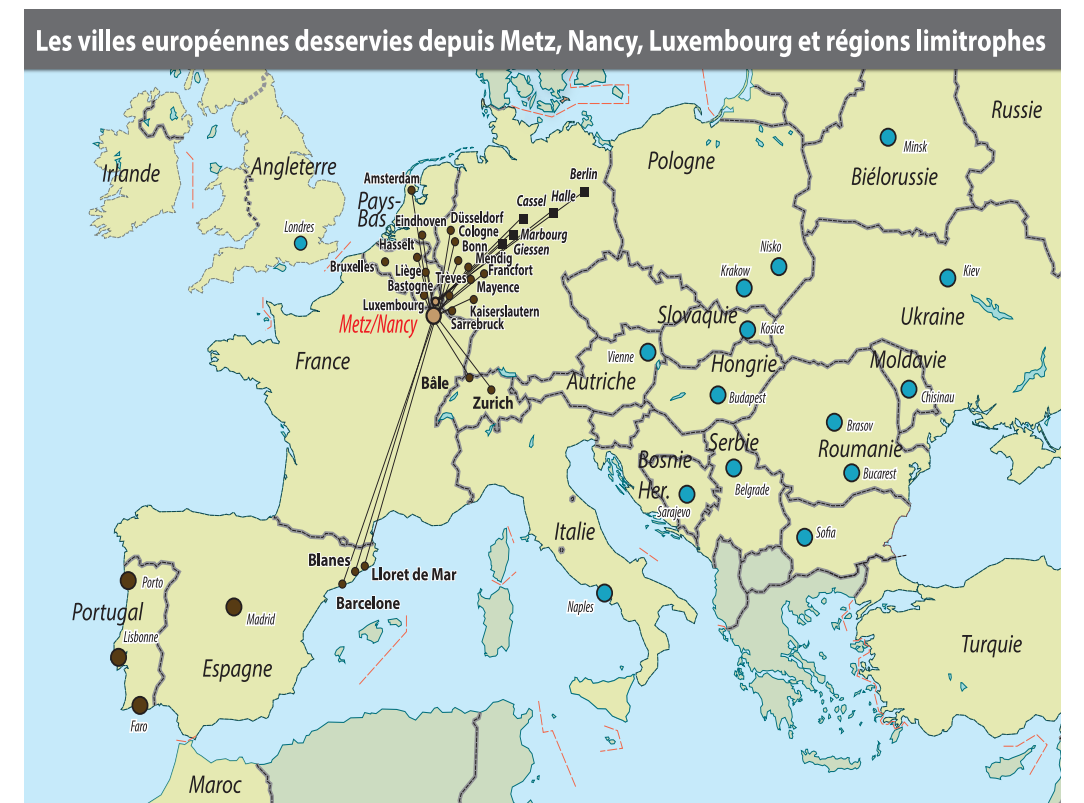 Les villes européennes desservies depuis Metz, Nancy, Luxembourg et régions limitrophes
Russie
Irlande
Angleterre
Pologne
Minsk
Biélorussie
Amsterdam
Berlin
Pays-
Bas
Cassel
Halle
Londres
Eindhoven
Düsseldorf
Cologne
Marbourg
Hasselt
Bonn
Giessen
Bruxelles
Mendig
Liège
Trèves
Francfort
Bastogne
Mayence
Luxembourg
Kaiserslautern
Sarrebruck
Metz/Nancy
Nisko
Krakow
Kiev
Slovaquie
Kosice
Ukraine
France
Vienne
Hongrie
Moldavie
Bâle
Autriche
Zurich
Budapest
Chisinau
Brasov
Serbie
Roumanie
Bosnie
Her.
Belgrade
Bucarest
Sarajevo
Italie
Sofia
Blanes
Lloret de Mar
Barcelone
Porto
Portugal
Madrid
Naples
Lisbonne
Espagne
Turquie
Faro
Maroc